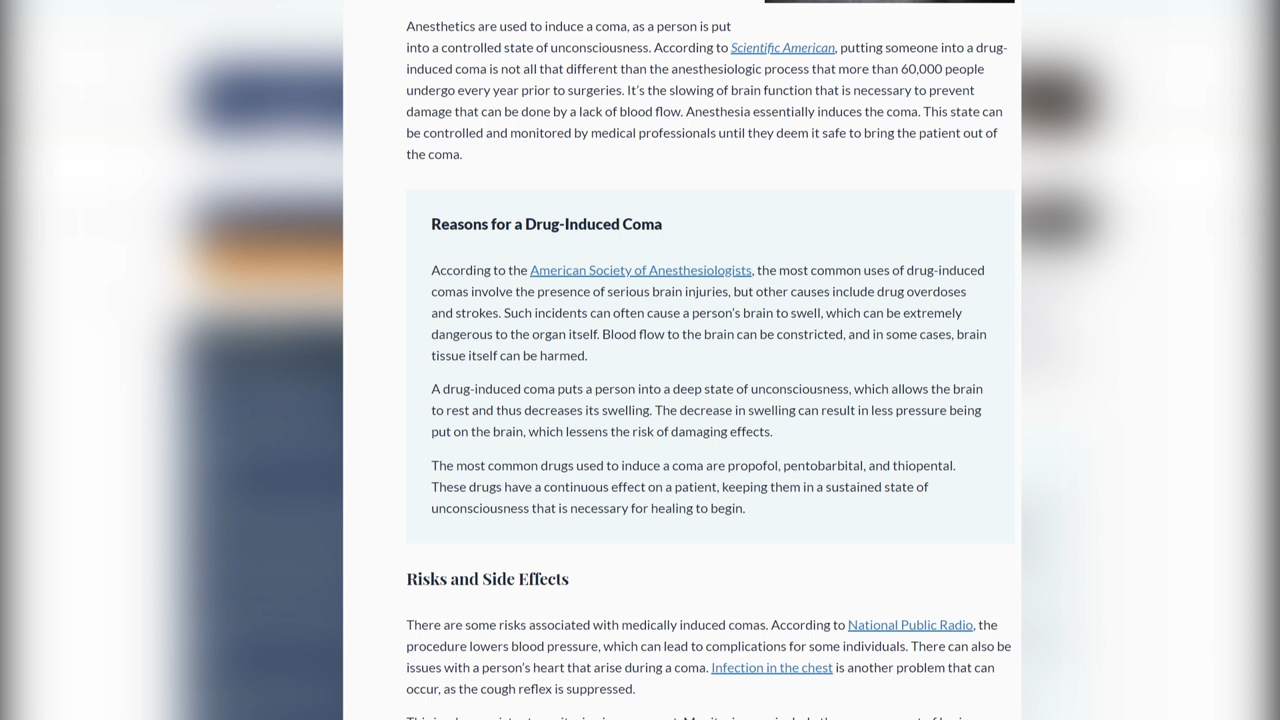 Anesthetics are used to induce a coma, as a person is put
into a controlled state of unconsciousness. According to Scientific American, putting someone into a drug-
induced coma is not all that different than the anesthesiologic process that more than 60,000 people
undergo every year prior to surgeries. It’s the slowing of brain function that is necessary to prevent
damage that can be done by a lack of blood flow. Anesthesia essentially induces the coma. This state can
be controlled and monitored by medical professionals until they deem it safe to bring the patient out of
the coma.
Reasons for a Drug-Induced Coma
According to the American Society of Anesthesiologists, the most common uses of drug-induced
comas involve the presence of serious brain injuries, but other causes include drug overdoses
and strokes. Such incidents can often cause a person’s brain to swell, which can be extremely
dangerous to the organ itself. Blood flow to the brain can be constricted, and in some cases, brain
tissue itself can be harmed.
A drug-induced coma puts a person into a deep state of unconsciousness, which allows the brain
to rest and thus decreases its swelling. The decrease in swelling can result in less pressure being
put on the brain, which lessens the risk of damaging effects.
The most common drugs used to induce a coma are propofol, pentobarbital, and thiopental.
These drugs have a continuous effect on a patient, keeping them in a sustained state of
unconsciousness that is necessary for healing to begin.
Risks and Side Effects
There are some risks associated with medically induced comas. According to National Public Radio, the
procedure lowers blood pressure, which can lead to complications for some individuals. There can also be
issues with a person’s heart that arise during a coma. Infection in the chest is another problem that can
occur, as the cough reflex is suppressed.